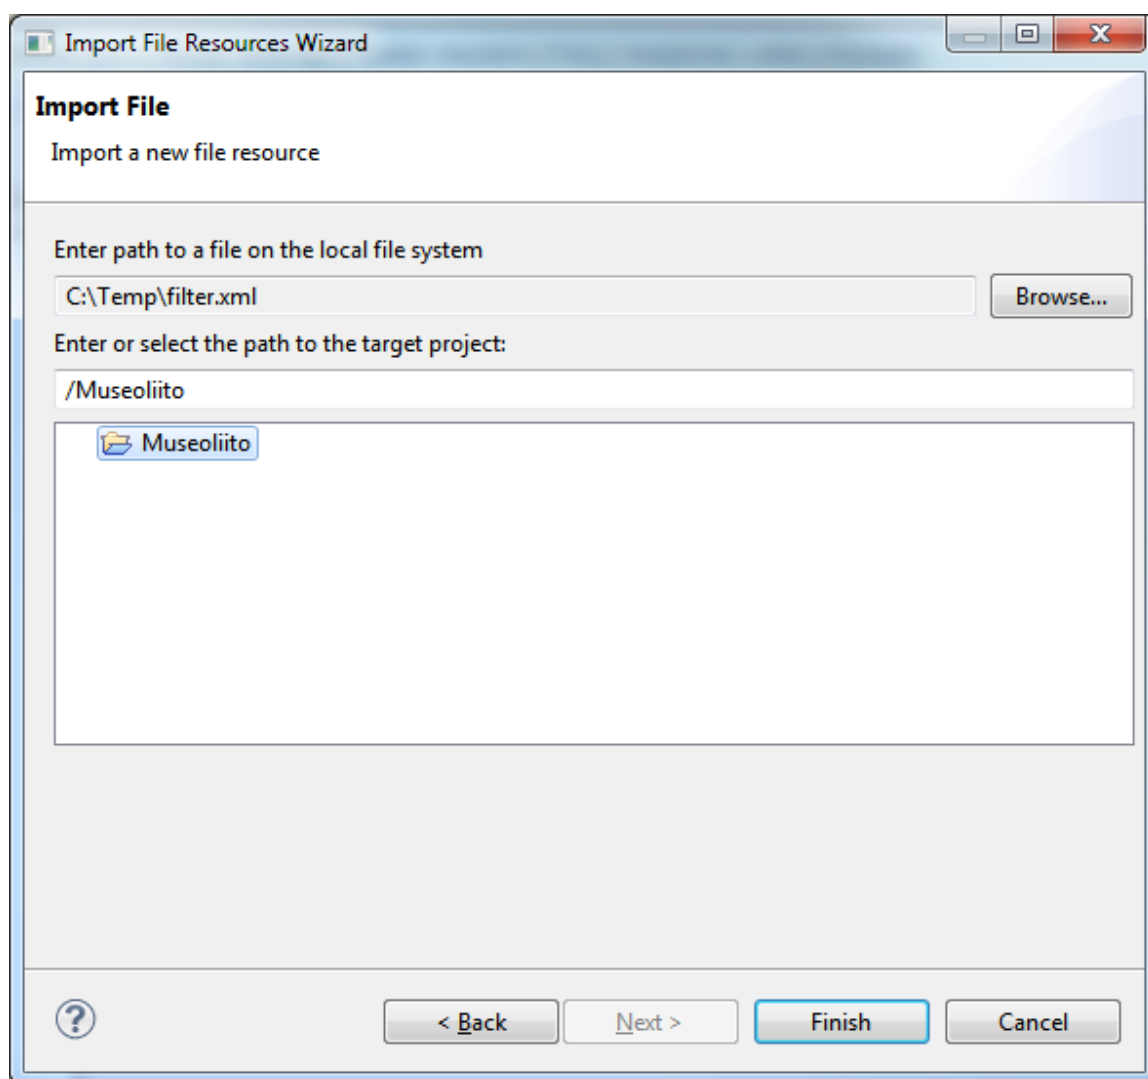 Import File Resources Wizard
Import File
Import a new file resource
Enter path to a file on the local file system
C:\Temp\filter.xml
Browse...
Enter or select the path to the target project:
/Museoliito
Museoliito
< Back
Next >
Finish
Cancel